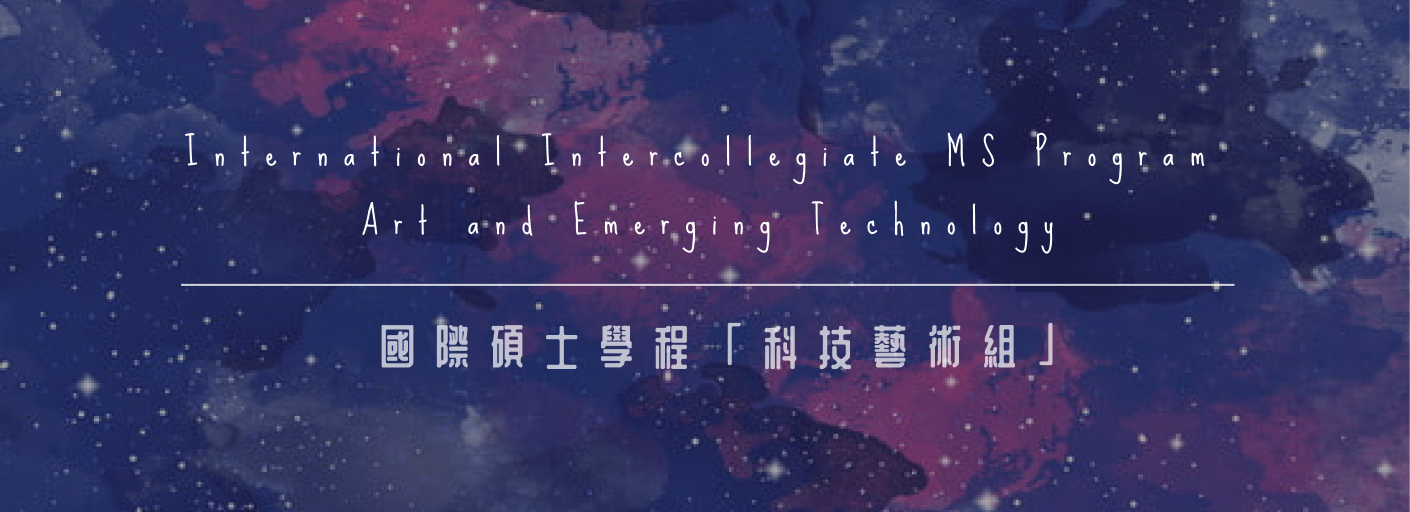 International Intercollegiate MS Program
Art and Emerging Technology
國際碩士學程「科技藝術組」